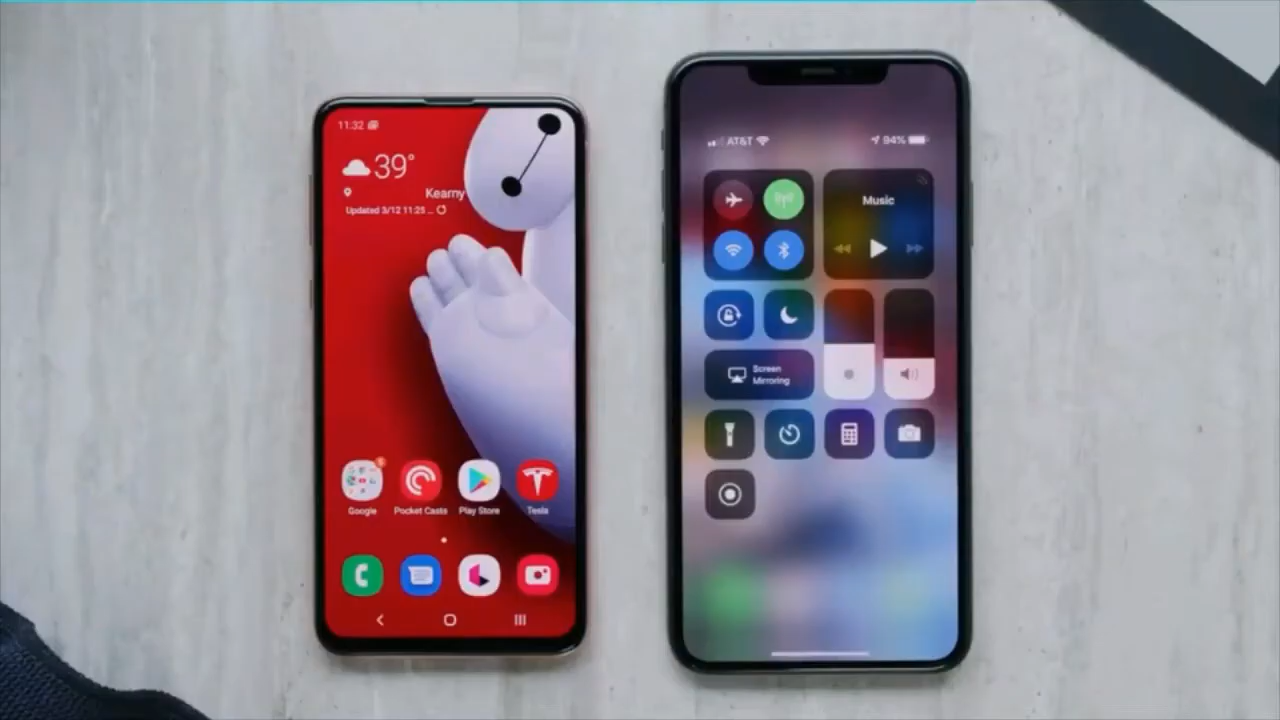 11:32
39°
Kearny
Updated 3/12 11:25 ...
Google
Pocket Casts
Play Store
Tesla
AT&T
94%
Music
Screen
Mirroring